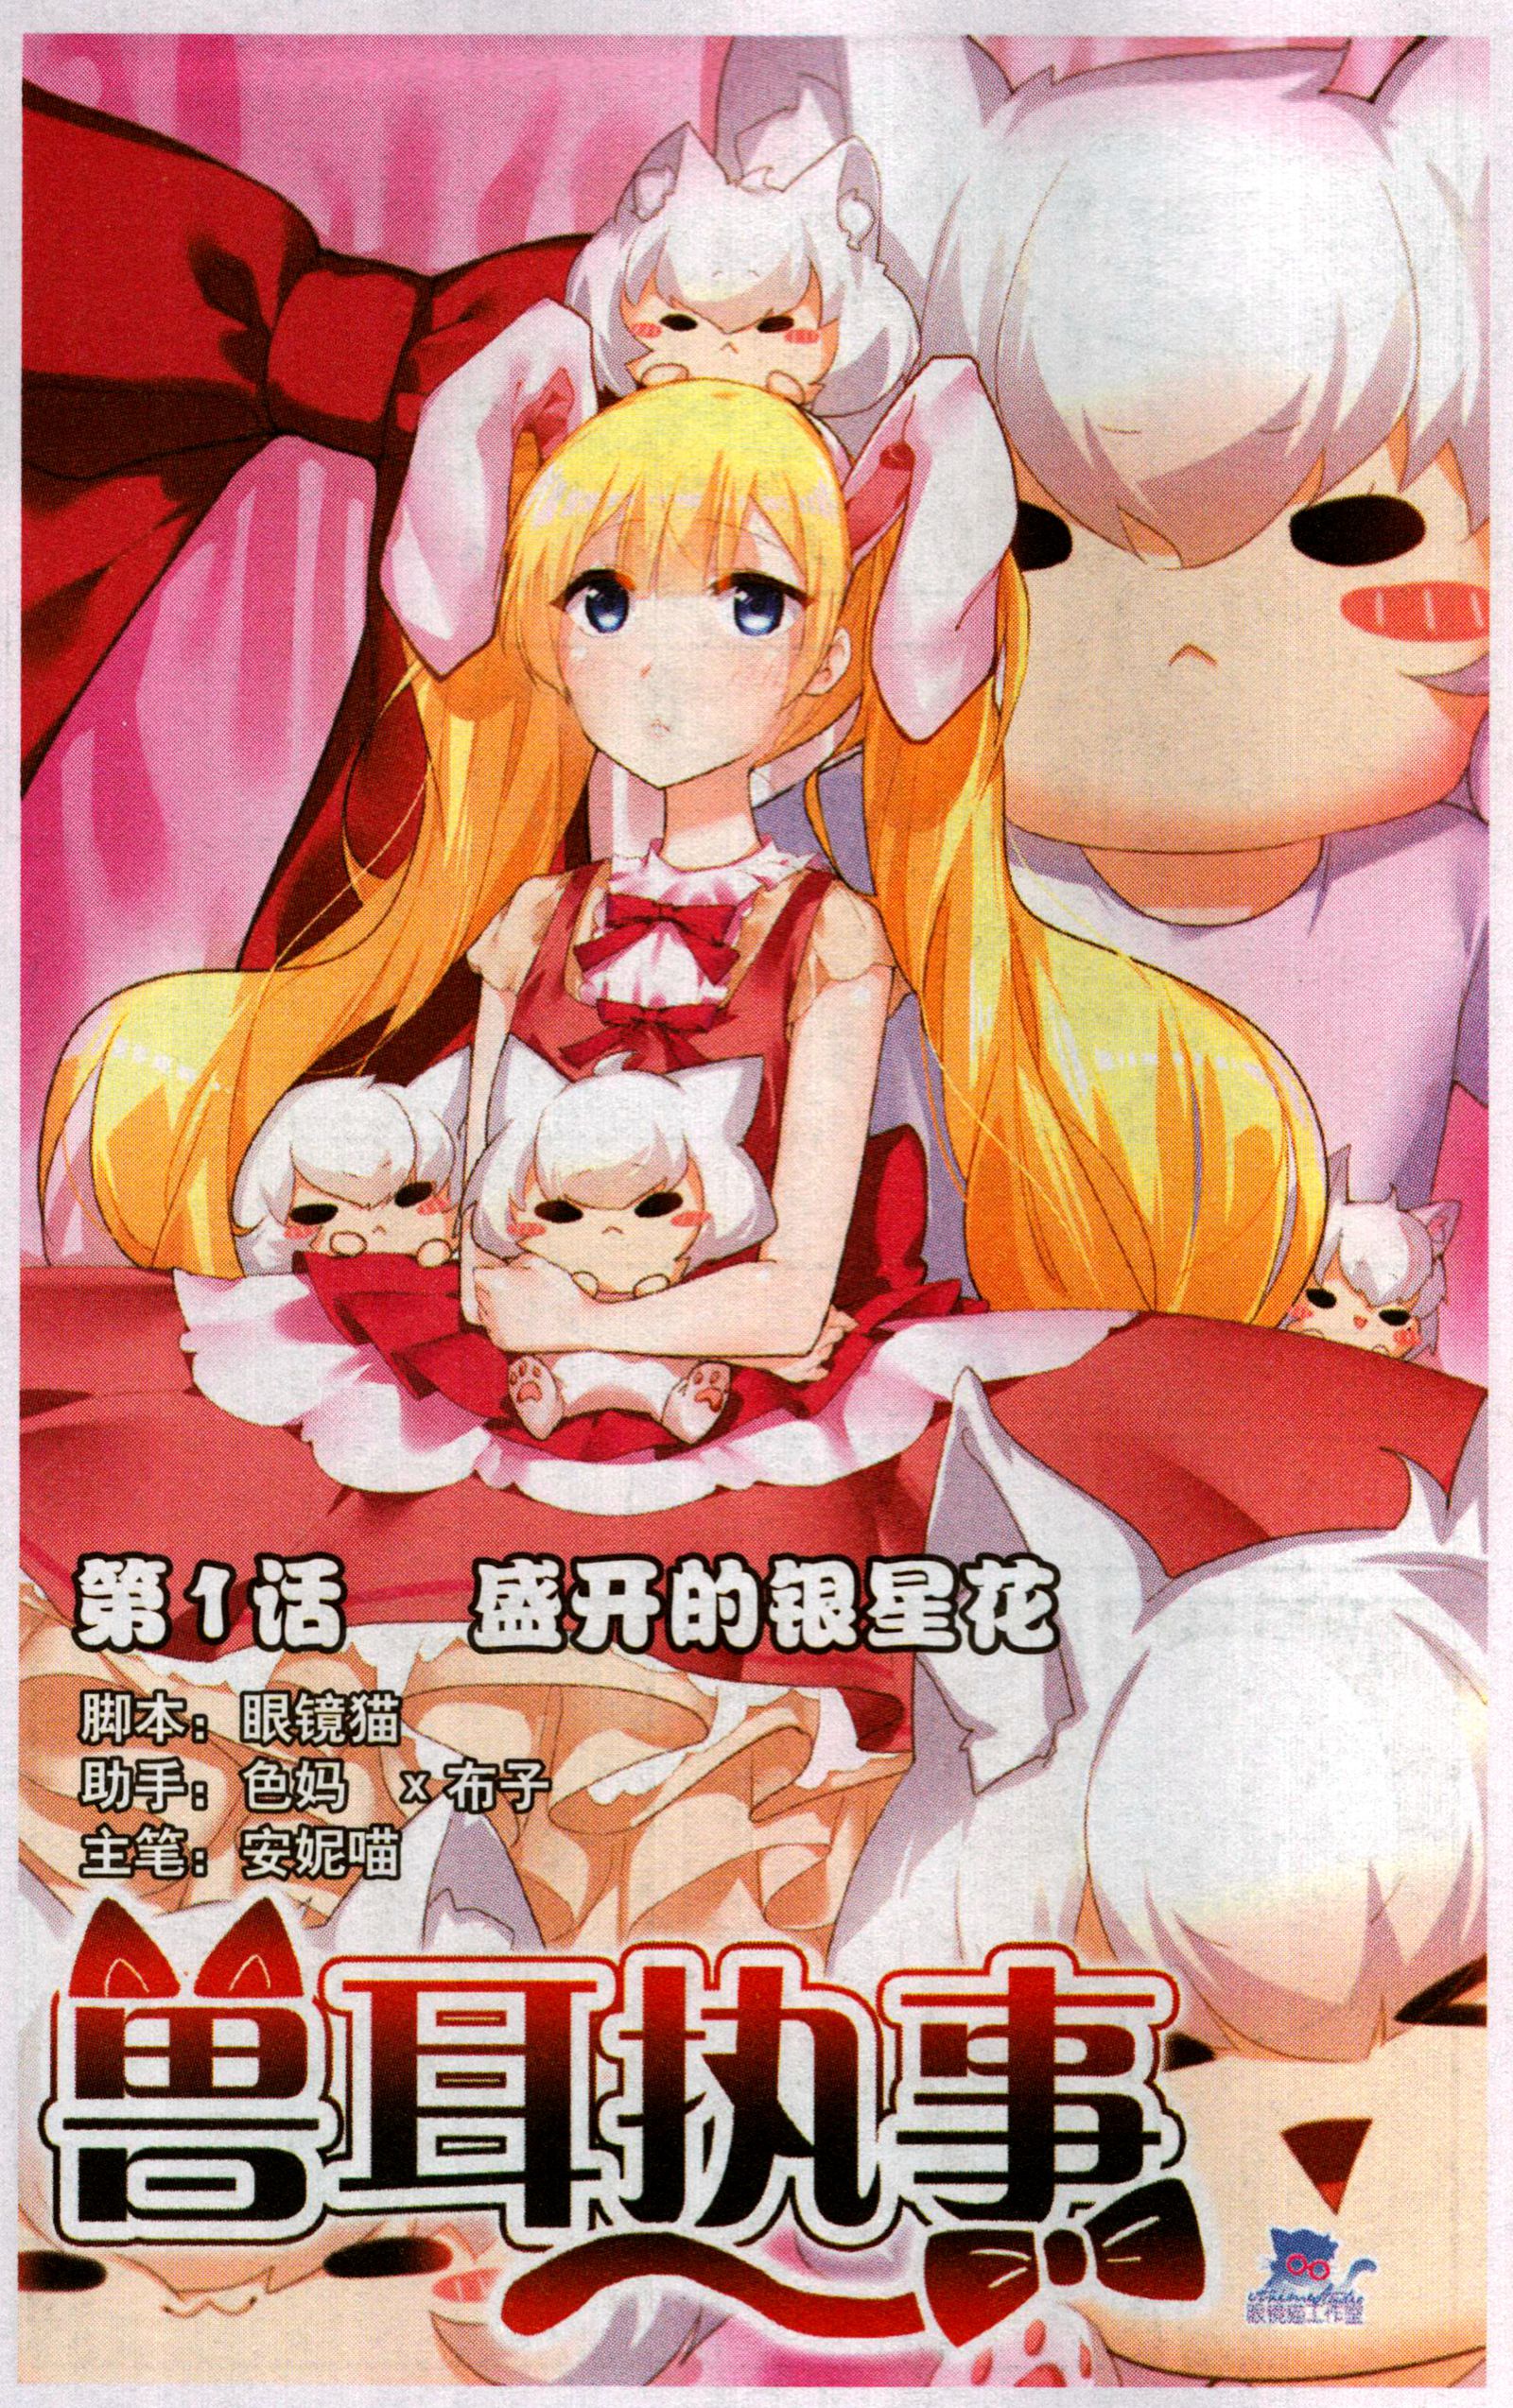 第1话 盛开的银星花
脚本：眼镜猫
助手：色妈 x 布子
主笔：安妮喵
兽耳执事
眼镜猫工作室